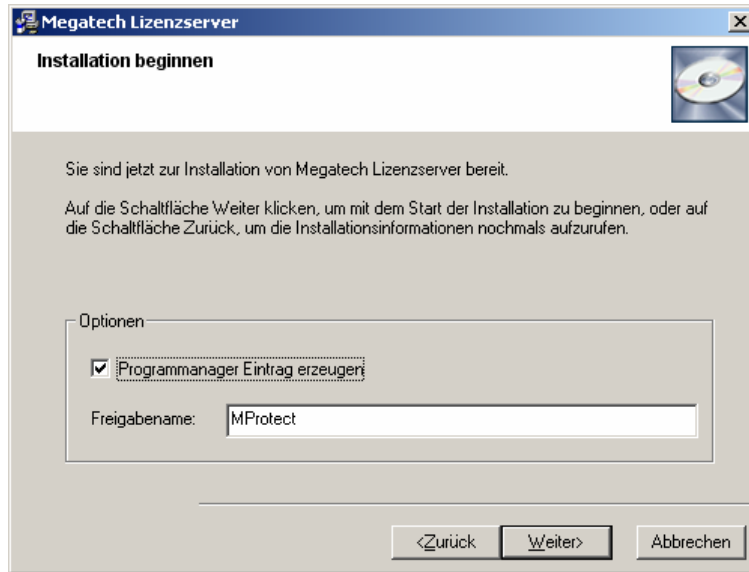 Megatech Lizenzserver
Installation beginnen
Sie sind jetzt zur Installation von Megatech Lizenzserver bereit.
Auf die Schaltfläche Weiter klicken, um mit dem Start der Installation zu beginnen, oder auf
die Schaltfläche Zurück, um die Installationsinformationen nochmals aufzurufen.
Optionen
Programmanager Eintrag erzeugen
Freigabename: MProtect
<Zurück Weiter> Abbrechen